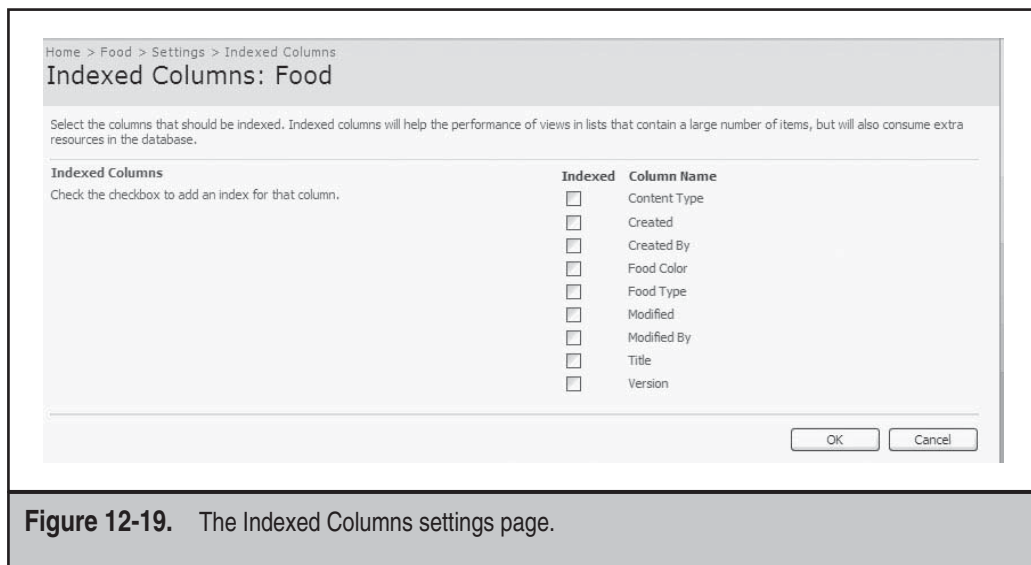 Home > Food > Settings > Indexed Columns
Indexed Columns: Food
Select the columns that should be indexed. Indexed columns will help the performance of views in lists that contain a large number of items, but will also consume extra
resources in the database.
Indexed Columns
Check the checkbox to add an index for that column.
Indexed Column Name
Content Type
Created
Created By
Food Color
Food Type
Modified
Modified By
Title
Version
OK Cancel
Figure 12-19. The Indexed Columns settings page.